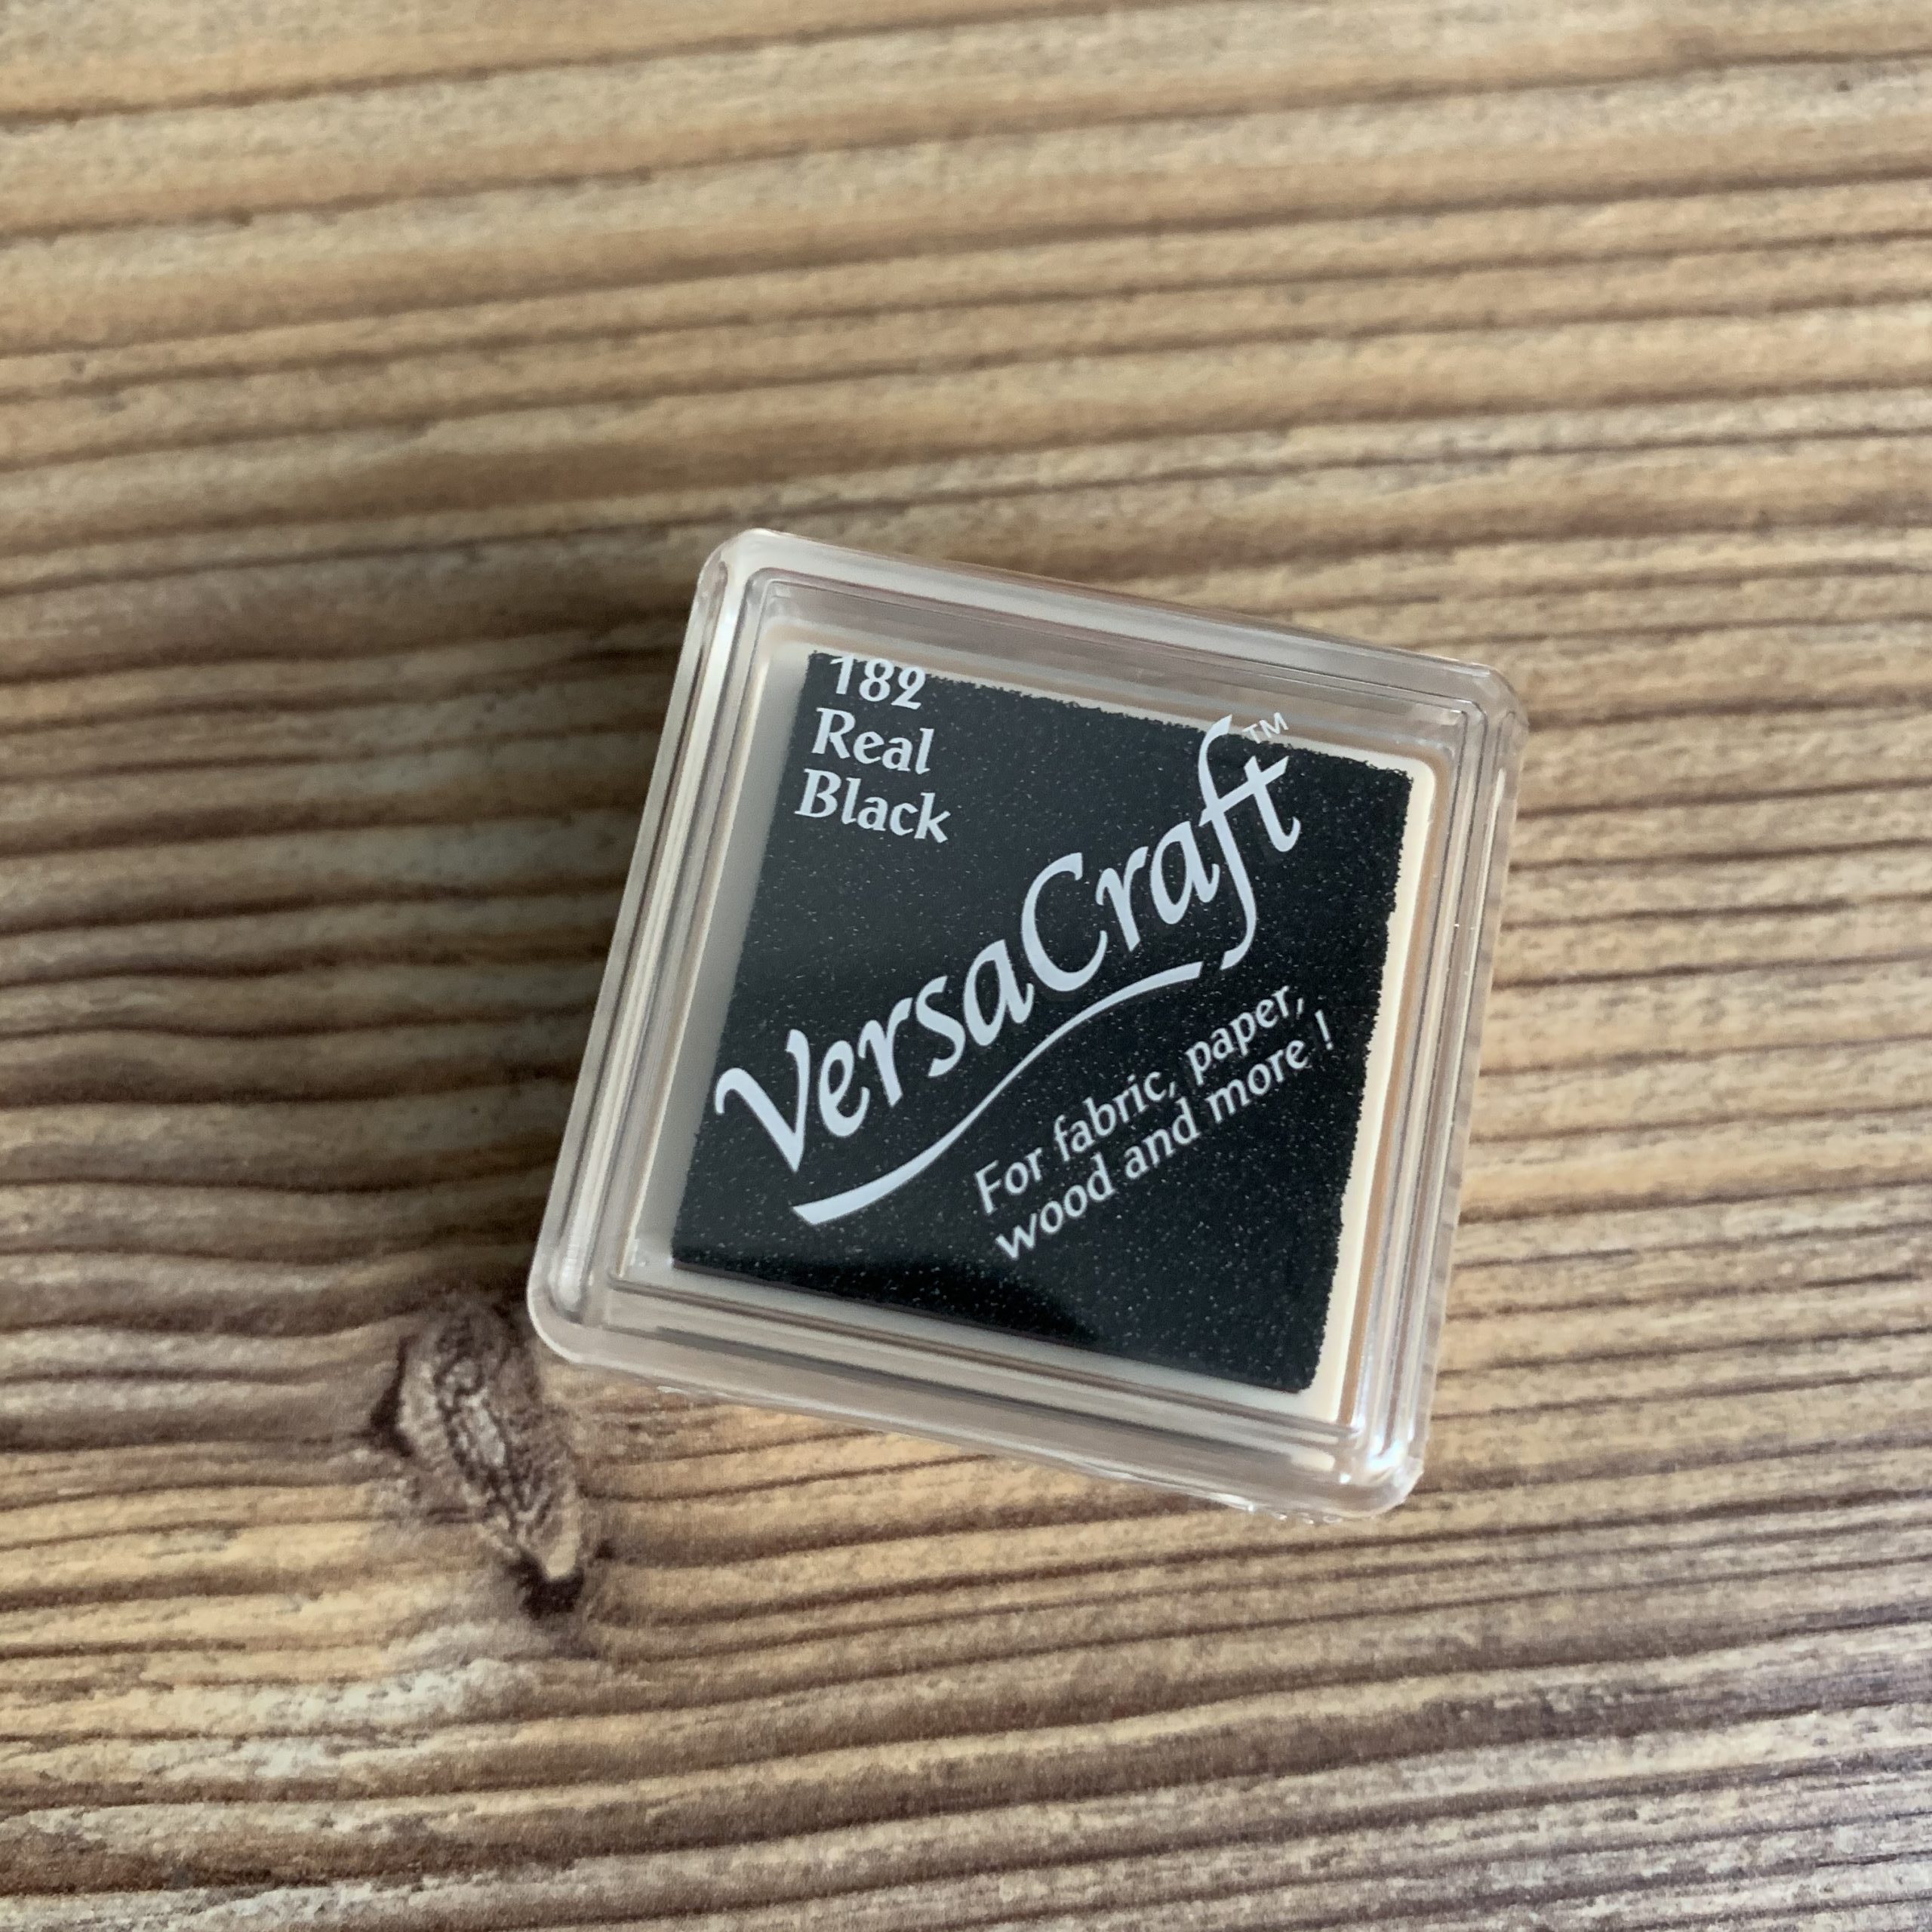 182
Real
Black
VersaCraft™
For fabric, paper,
wood and more !